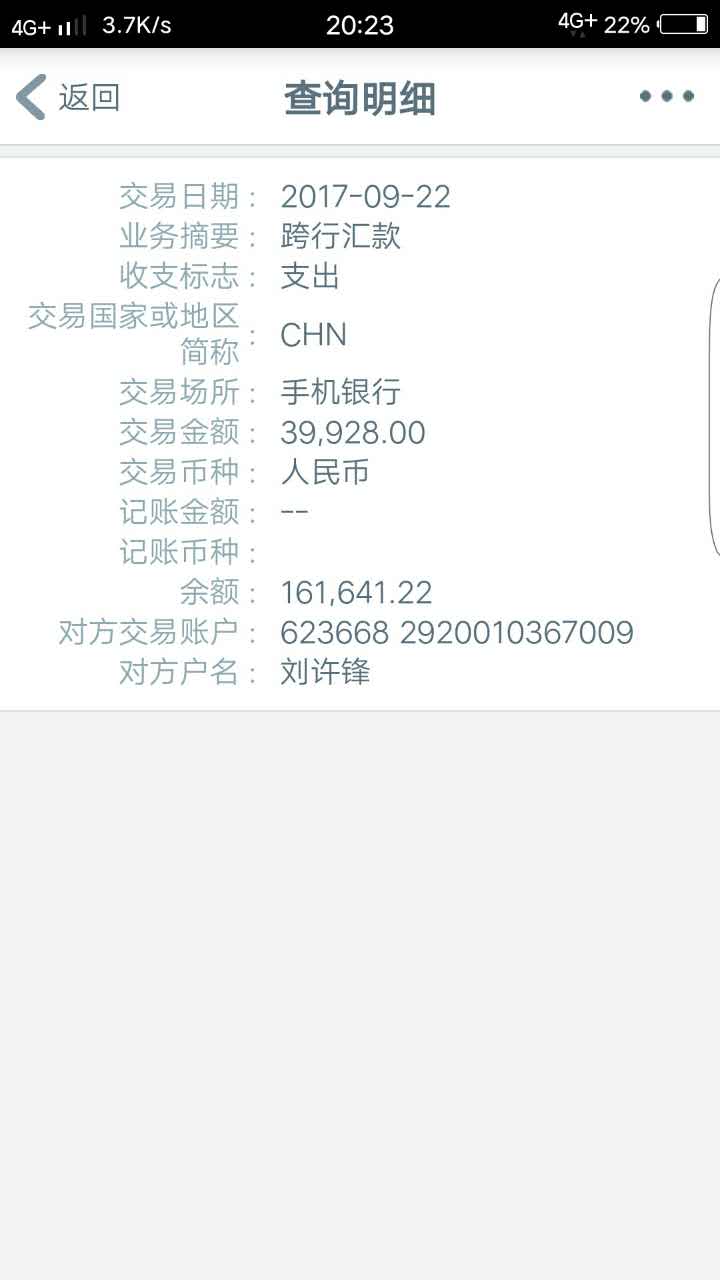 4G+ 3.7K/s 20:23 4G+ 22%
返回 查询明细
交易日期： 2017-09-22
业务摘要： 跨行汇款
收支标志： 支出
交易国家或地区
简称： CHN
交易场所： 手机银行
交易金额： 39,928.00
交易币种： 人民币
记账金额： --
记账币种：
余额： 161,641.22
对方交易账户： 623668 2920010367009
对方户名： 刘许锋